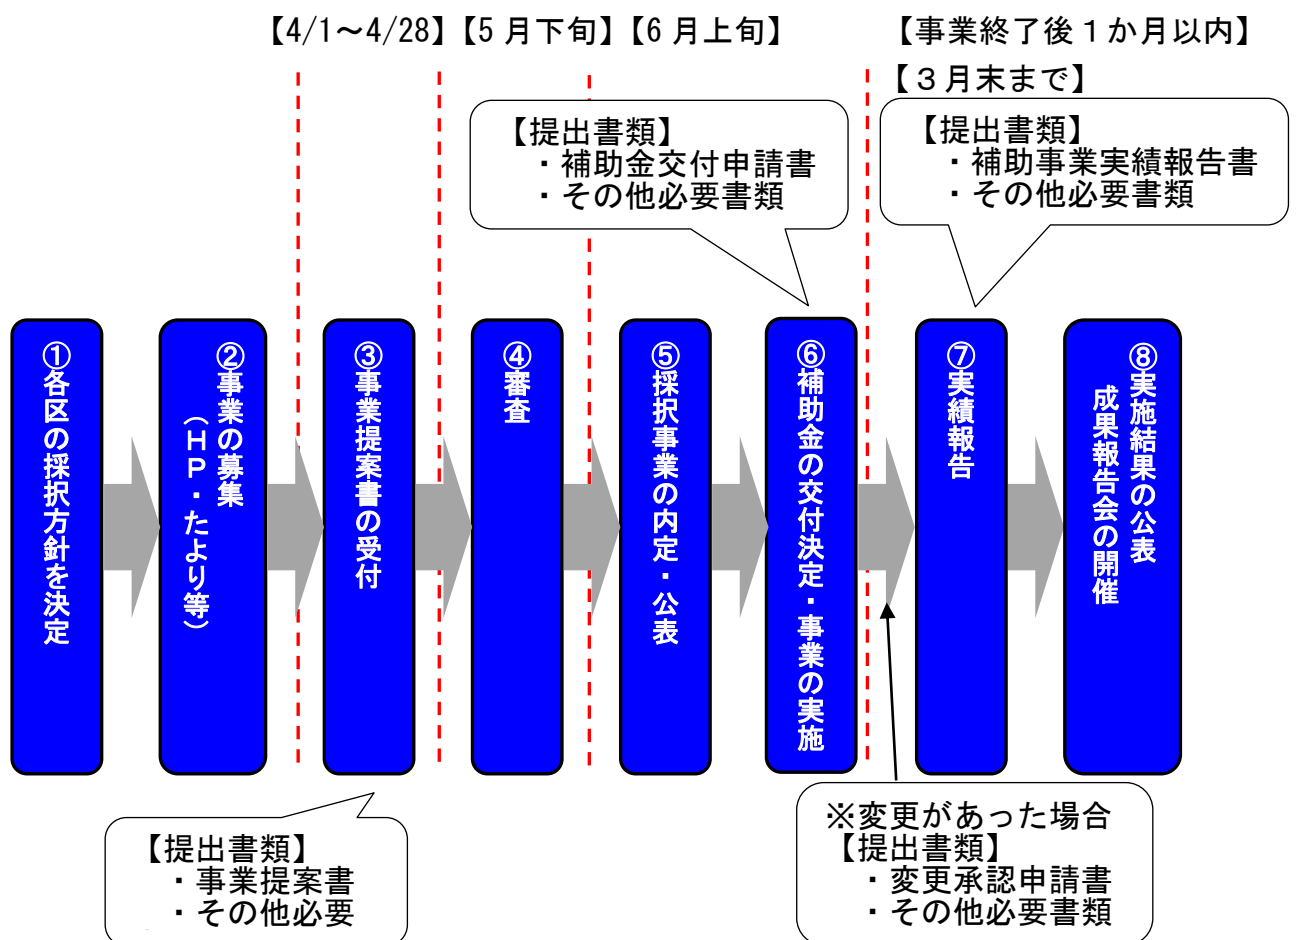 【4/1～4/28】【5月下旬】【6月上旬】
【事業終了後１か月以内】
【３月末まで】
【提出書類】
・補助金交付申請書
・その他必要書類
【提出書類】
・補助事業実績報告書
・その他必要書類
①各区の採択方針を決定
②事業の募集
（ＨＰ・たより等）
③事業提案書の受付
④審査
⑤採択事業の内定・公表
⑥補助金の交付決定・事業の実施
⑦実績報告
⑧実施結果の公表
成果報告会の開催
【提出書類】
・事業提案書
・その他必要
※変更があった場合
【提出書類】
・変更承認申請書
・その他必要書類